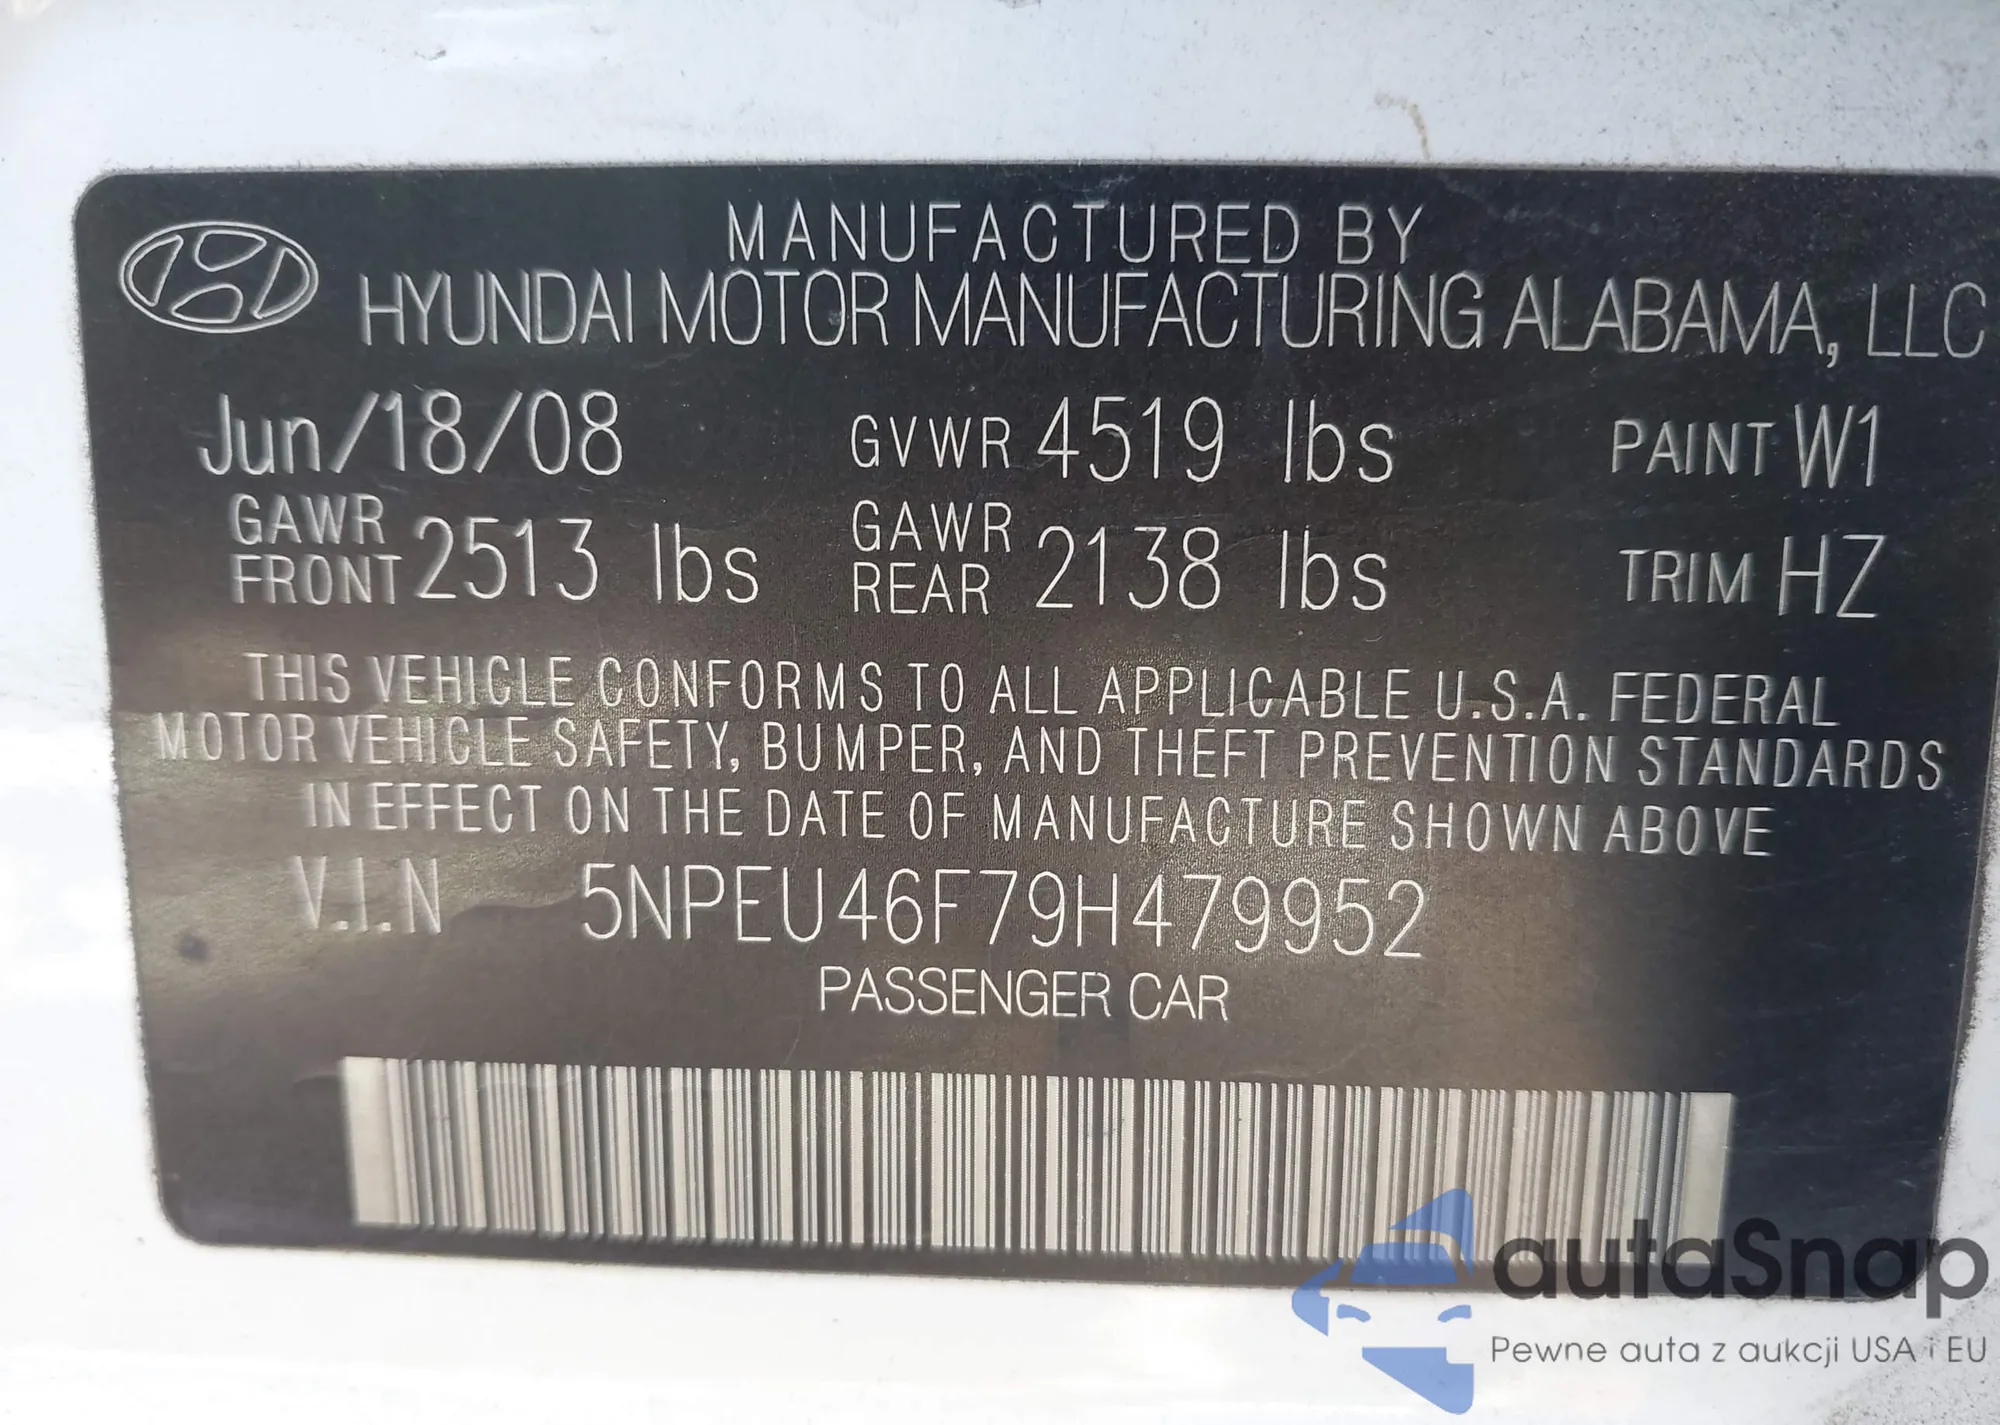 MANUFACTURED BY
HYUNDAI MOTOR MANUFACTURING ALABAMA, LLC
Jun/18/08 GVWR 4519 lbs PAINT W1
GAWR FRONT 2513 lbs GAWR REAR 2138 lbs TRIM HZ
THIS VEHICLE CONFORMS TO ALL APPLICABLE U.S.A. FEDERAL
MOTOR VEHICLE SAFETY, BUMPER, AND THEFT PREVENTION STANDARDS
IN EFFECT ON THE DATE OF MANUFACTURE SHOWN ABOVE
V.I.N 5NPEU46F79H479952
PASSENGER CAR
autaSnap
Pewne auta z aukcji USA i EU